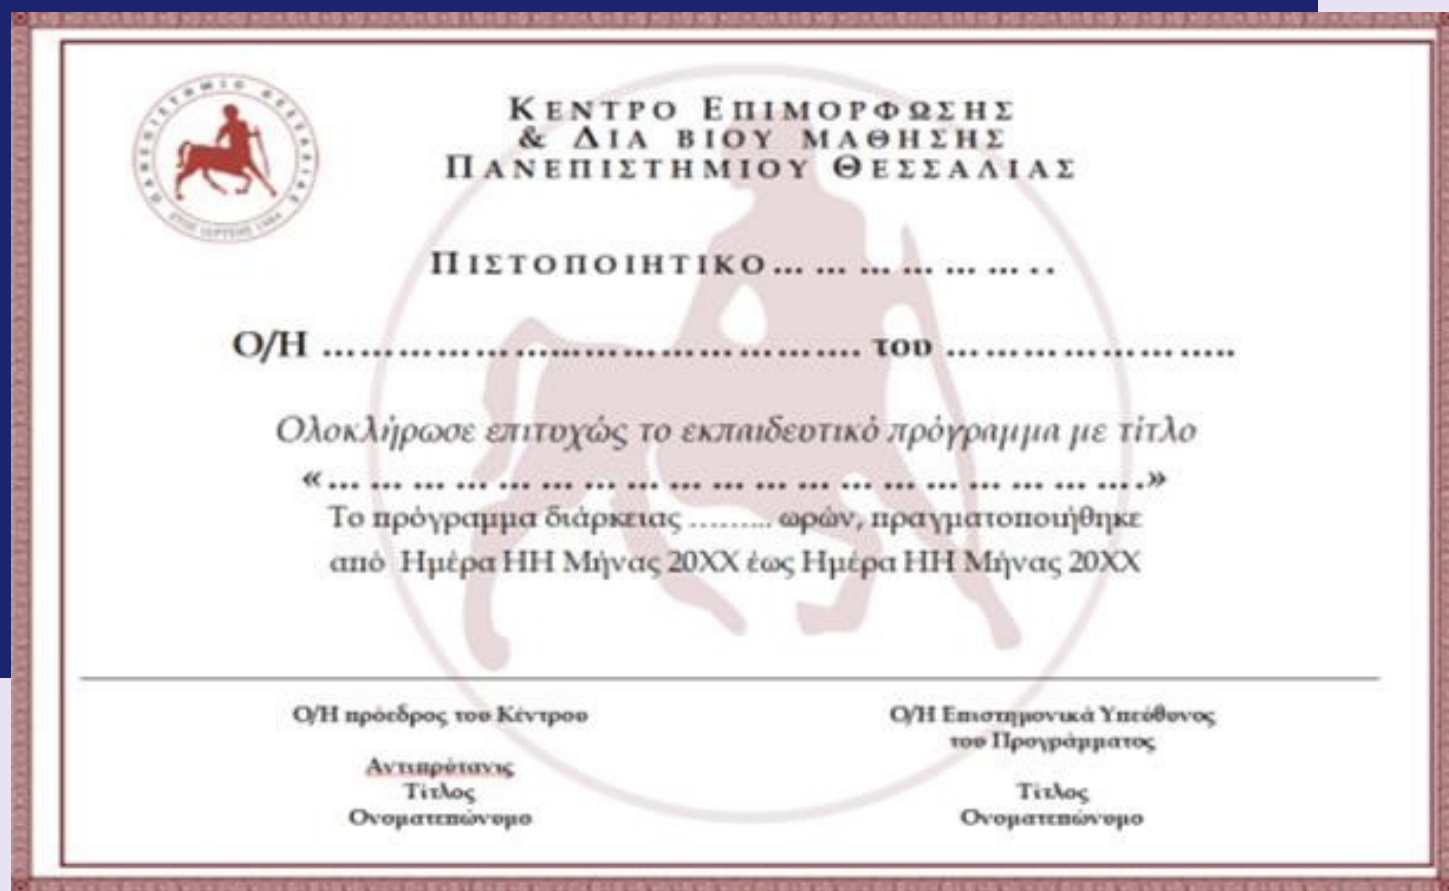 ΠΑΝΕΠΙΣΤΗΜΙΟ ΘΕΣΣΑΛΙΑΣ
ΚΕΝΤΡΟ ΕΠΙΜΟΡΦΩΣΗΣ
& ΔΙΑ ΒΙΟΥ ΜΑΘΗΣΗΣ
ΠΑΝΕΠΙΣΤΗΜΙΟΥ ΘΕΣΣΑΛΙΑΣ
ΠΙΣΤΟΠΟΙΗΤΙΚΟ... ... ... ... ... ... . .
Ο/Η ................................................ του ..............................
Ολοκλήρωσε επιτυχώς το εκπαιδευτικό πρόγραμμα με τίτλο
«... ... ... ... ... ... ... ... ... ... ... ... ... ... ... ... ... ... ....»
Το πρόγραμμα διάρκειας ......... ωρών, πραγματοποιήθηκε
από Ημέρα ΗΗ Μήνας 20ΧΧ έως Ημέρα ΗΗ Μήνας 20ΧΧ
Ο/Η πρόεδρος του Κέντρου
Αντιπρύτανις
Τίτλος
Ονοματεπώνυμο
Ο/Η Επιστημονικά Υπεύθυνος
του Προγράμματος
Τίτλος
Ονοματεπώνυμο